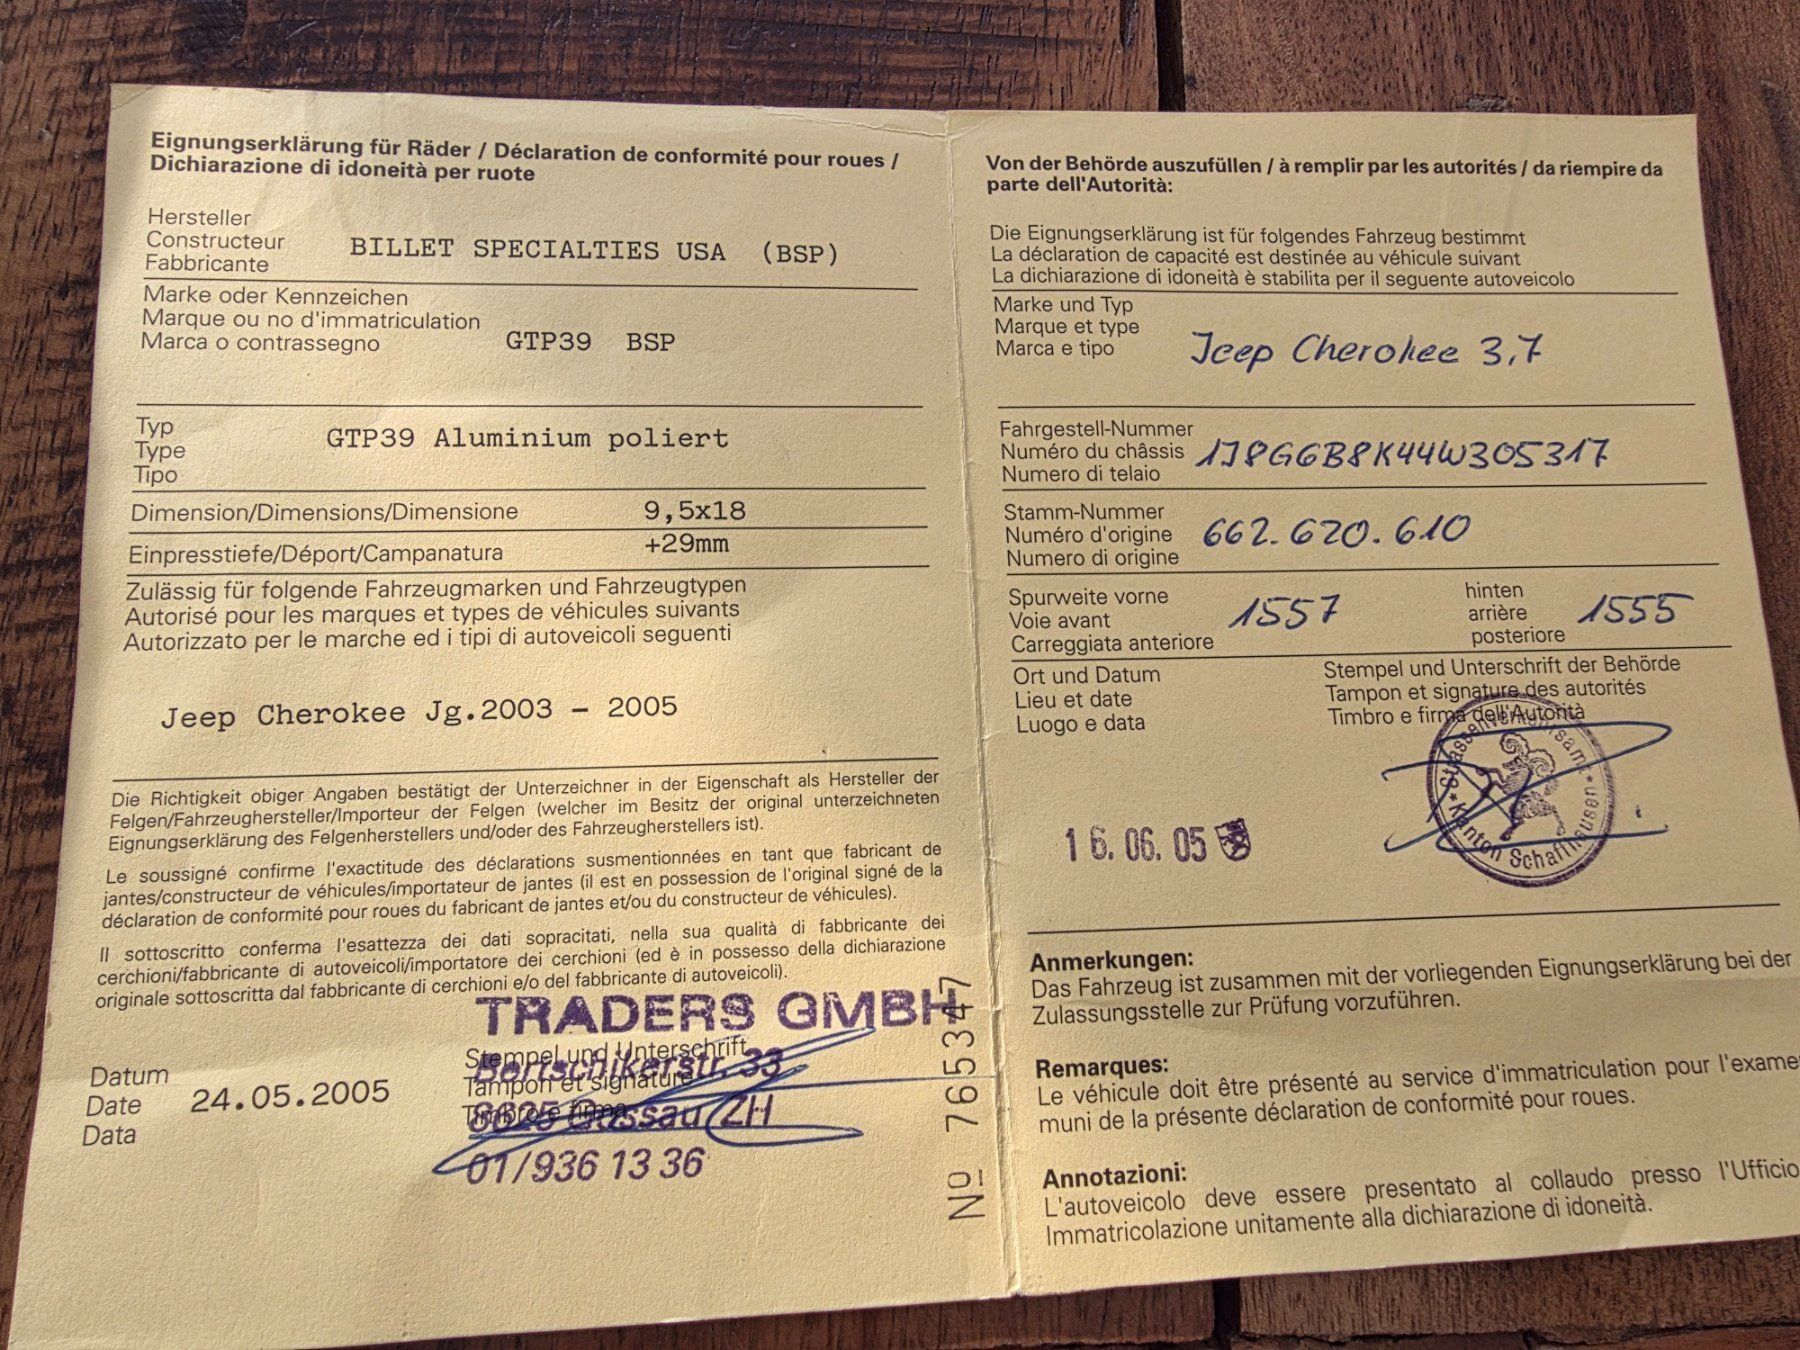 Eignungserklärung für Räder / Déclaration de conformité pour roues /
Dichiarazione di idoneità per ruote
Hersteller
Constructeur
Fabbricante
BILLET SPECIALTIES USA (BSP)
Marke oder Kennzeichen
Marque ou no d'immatriculation
Marca o contrassegno
GTP39 BSP
Typ
Type
Tipo
GTP39 Aluminium poliert
Dimension/Dimensions/Dimensione 9,5x18
Einpresstiefe/Déport/Campanatura +29mm
Zulässig für folgende Fahrzeugmarken und Fahrzeugtypen
Autorisé pour les marques et types de véhicules suivants
Autorizzato per le marche ed i tipi di autoveicoli seguenti
Jeep Cherokee Jg.2003 - 2005
Die Richtigkeit obiger Angaben bestätigt der Unterzeichner in der Eigenschaft als Hersteller der
Felgen/Fahrzeughersteller/Importeur der Felgen (welcher im Besitz der original unterzeichneten
Eignungserklärung des Felgenherstellers und/oder des Fahrzeugherstellers ist).
Le soussigné confirme l'exactitude des déclarations susmentionnées en tant que fabricant de
jantes/constructeur de véhicules/importateur de jantes (il est en possession de l'original signé de la
déclaration de conformité pour roues du fabricant de jantes et/ou du constructeur de véhicules).
Il sottoscritto conferma l'esattezza dei dati sopracitati, nella sua qualità di fabbricante dei
cerchioni/fabbricante di autoveicoli/importatore dei cerchioni (ed è in possesso della dichiarazione
originale sottoscritta dal fabbricante di cerchioni e/o del fabbricante di autoveicoli).
Datum
Date
Data
24.05.2005
Stempel und Unterschrift
Tampon et signature
Timbro e firma
TRADERS GMBH
Bertschikerstr. 33
8625 Gossau ZH
01/936 13 36
No 765347
Von der Behörde auszufüllen / à remplir par les autorités / da riempire da
parte dell'Autorità:
Die Eignungserklärung ist für folgendes Fahrzeug bestimmt
La déclaration de capacité est destinée au véhicule suivant
La dichiarazione di idoneità è stabilita per il seguente autoveicolo
Marke und Typ
Marque et type
Marca e tipo
Jeep Cherokee 3,7
Fahrgestell-Nummer
Numéro du châssis
Numero di telaio
1J8G6B8K44W305317
Stamm-Nummer
Numéro d'origine
Numero di origine
662.620.610
Spurweite vorne
Voie avant
Carreggiata anteriore
1557
hinten
arrière
posteriore
1555
Ort und Datum
Lieu et date
Luogo e data
Stempel und Unterschrift der Behörde
Tampon et signature des autorités
Timbro e firma dell'Autorità
16.06.05
Strassenverkehrsamt
Kanton Schaffhausen
Anmerkungen:
Das Fahrzeug ist zusammen mit der vorliegenden Eignungserklärung bei der
Zulassungsstelle zur Prüfung vorzuführen.
Remarques:
Le véhicule doit être présenté au service d'immatriculation pour l'exame
muni de la présente déclaration de conformité pour roues.
Annotazioni:
L'autoveicolo deve essere presentato al collaudo presso l'Ufficio
Immatricolazione unitamente alla dichiarazione di idoneità.